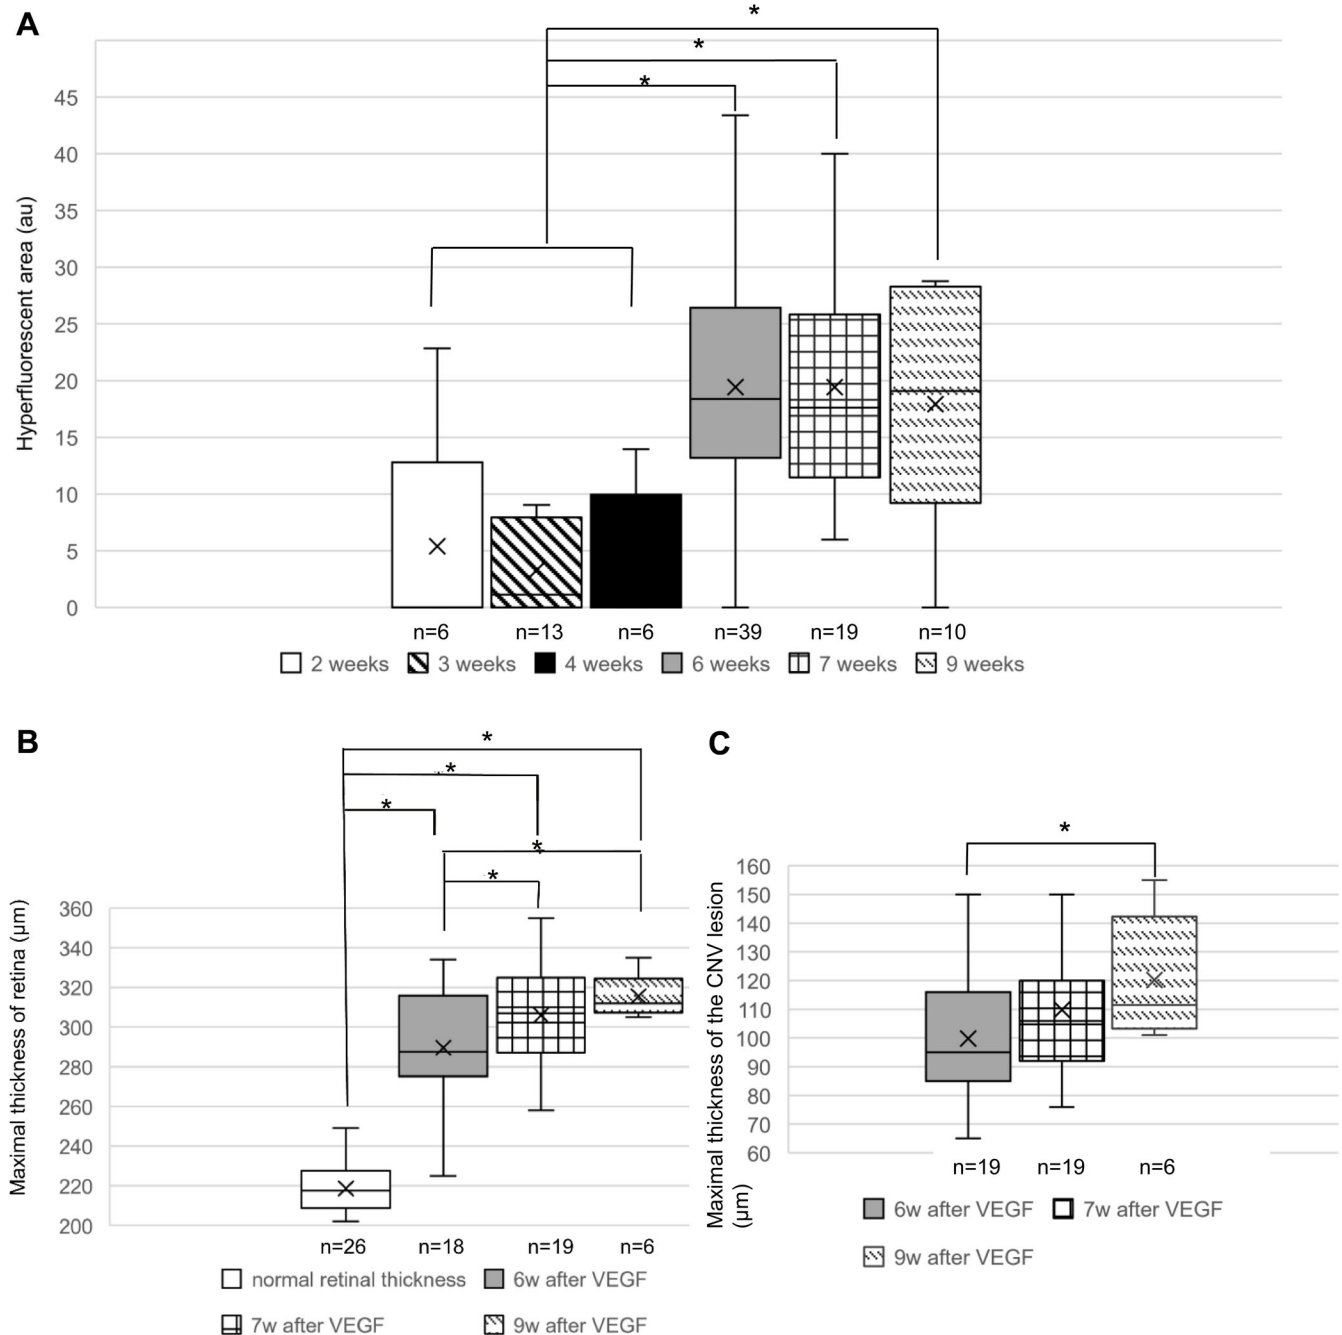 A
*
*
*
Hyperfluorescent area (au)
45
40
35
30
25
20
15
10
5
0
n=6 n=13 n=6 n=39 n=19 n=10
2 weeks 3 weeks 4 weeks 6 weeks 7 weeks 9 weeks
B
*
*
*
*
*
Maximal thickness of retina (µm)
360
340
320
300
280
260
240
220
200
n=26 n=18 n=19 n=6
normal retinal thickness 6w after VEGF
7w after VEGF 9w after VEGF
C
*
Maximal thickness of the CNV lesion
(µm)
160
150
140
130
120
110
100
90
80
70
60
n=19 n=19 n=6
6w after VEGF 7w after VEGF
9w after VEGF